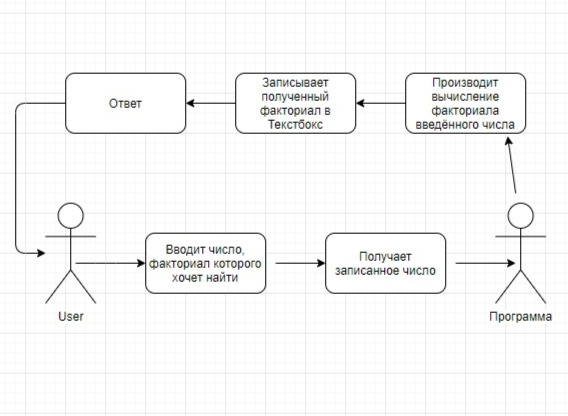 Ответ
Записывает
полученный
факториал в
Текстбокс
Производит
вычисление
факториала
введённого числа
Вводит число,
факториал которого
хочет найти
Получает
записанное число
User
Программа